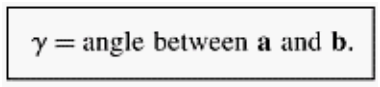 γ = angle between a and b.